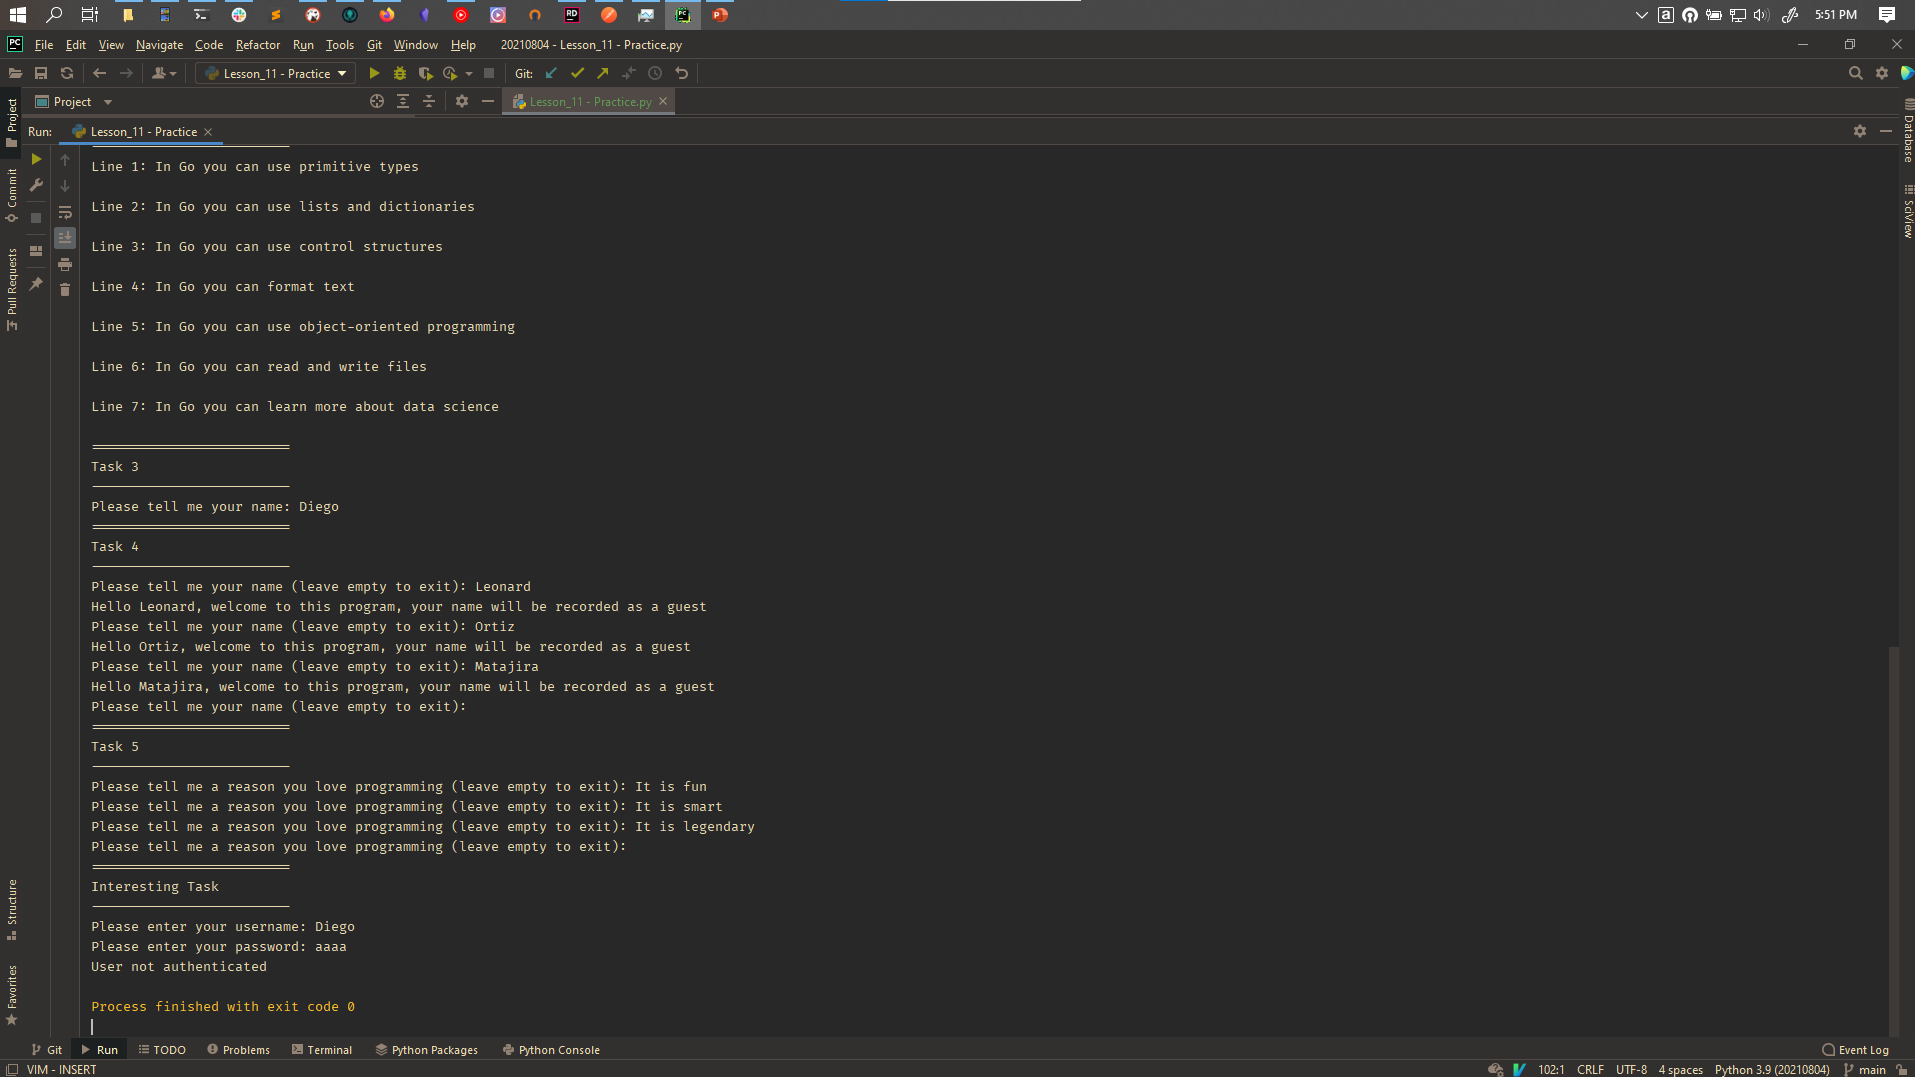 5:51 PM
PC File Edit View Navigate Code Refactor Run Tools Git Window Help 20210804 - Lesson_11 - Practice.py
Lesson_11 - Practice Git:
Project Lesson_11 - Practice.py
Run: Lesson_11 - Practice
Project
Commit
Pull Requests
Structure
Favorites
Database
SciView
Line 1: In Go you can use primitive types
Line 2: In Go you can use lists and dictionaries
Line 3: In Go you can use control structures
Line 4: In Go you can format text
Line 5: In Go you can use object-oriented programming
Line 6: In Go you can read and write files
Line 7: In Go you can learn more about data science
=========================
Task 3
-------------------------
Please tell me your name: Diego
=========================
Task 4
-------------------------
Please tell me your name (leave empty to exit): Leonard
Hello Leonard, welcome to this program, your name will be recorded as a guest
Please tell me your name (leave empty to exit): Ortiz
Hello Ortiz, welcome to this program, your name will be recorded as a guest
Please tell me your name (leave empty to exit): Matajira
Hello Matajira, welcome to this program, your name will be recorded as a guest
Please tell me your name (leave empty to exit):
=========================
Task 5
-------------------------
Please tell me a reason you love programming (leave empty to exit): It is fun
Please tell me a reason you love programming (leave empty to exit): It is smart
Please tell me a reason you love programming (leave empty to exit): It is legendary
Please tell me a reason you love programming (leave empty to exit):
=========================
Interesting Task
-------------------------
Please enter your username: Diego
Please enter your password: aaaa
User not authenticated
Process finished with exit code 0
Git Run TODO Problems Terminal Python Packages Python Console Event Log
VIM - INSERT 102:1 CRLF UTF-8 4 spaces Python 3.9 (20210804) main